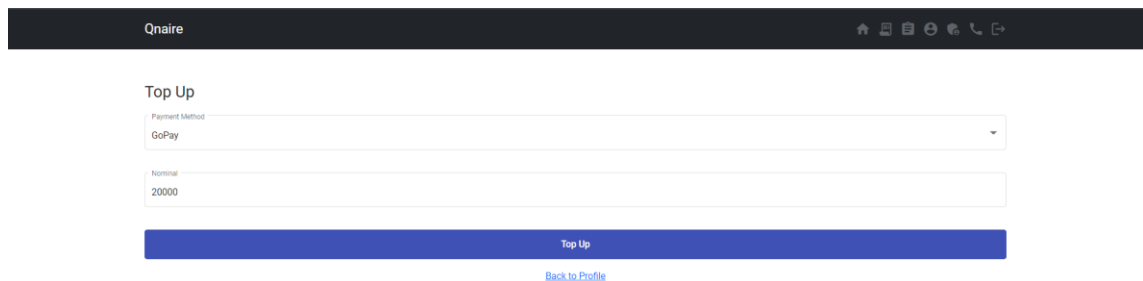 Qnaire
Top Up
Payment Method
GoPay
Nominal
20000
Top Up
Back to Profile